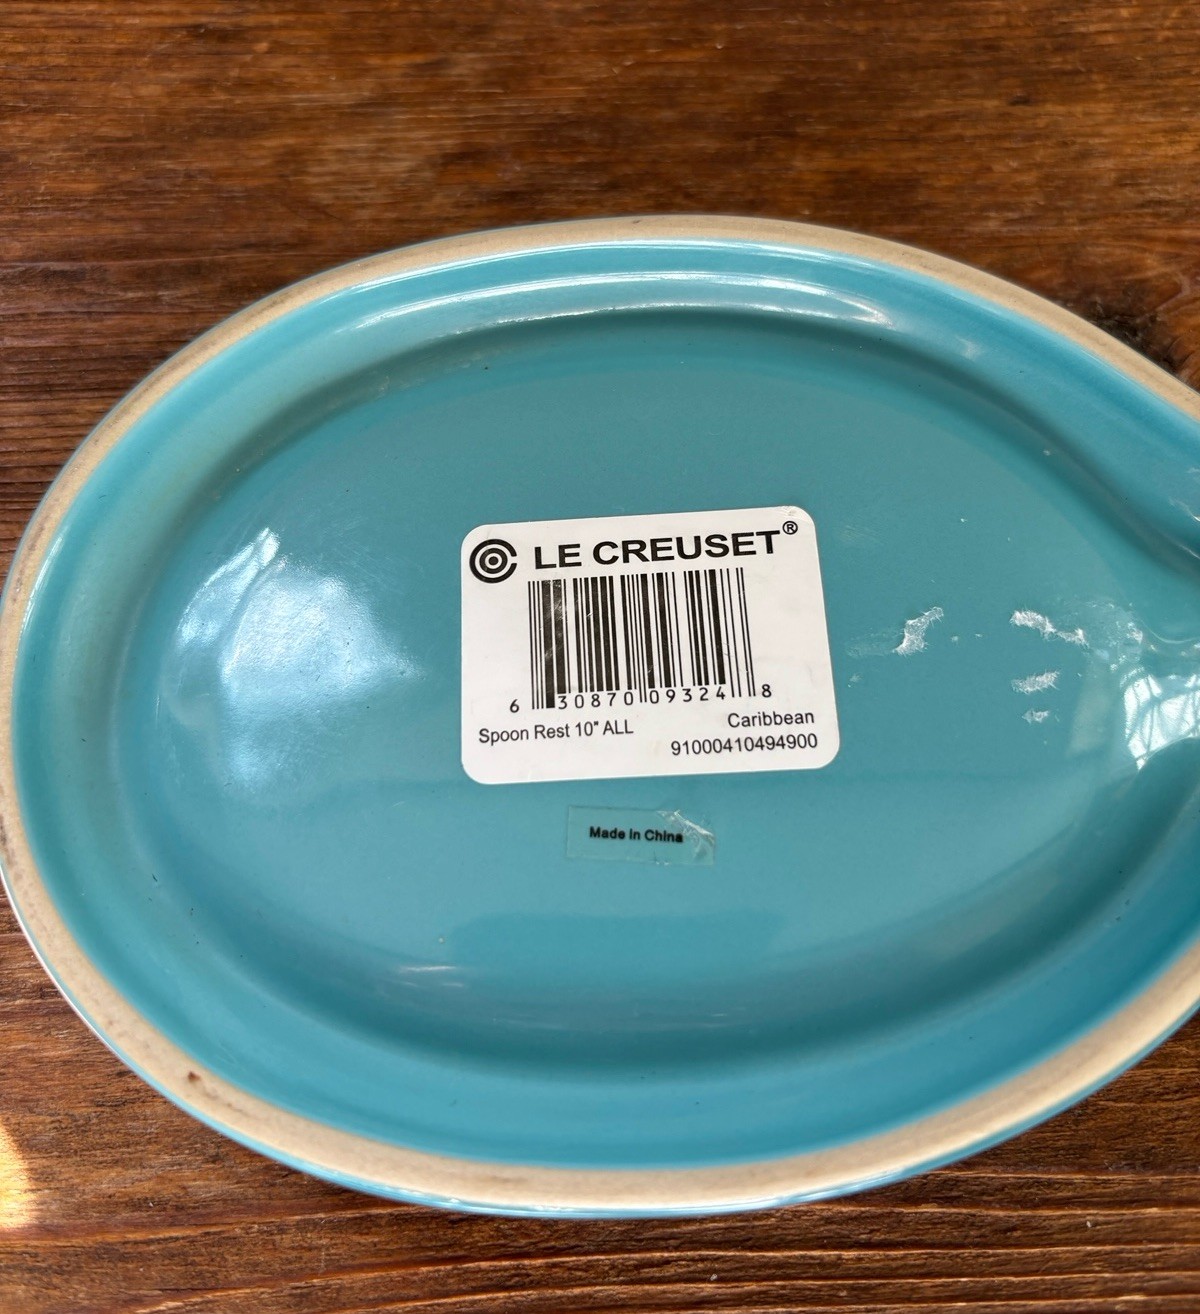 LE CREUSET®
6 30870 09324 8
Spoon Rest 10" ALL
Caribbean
91000410494900
Made in China